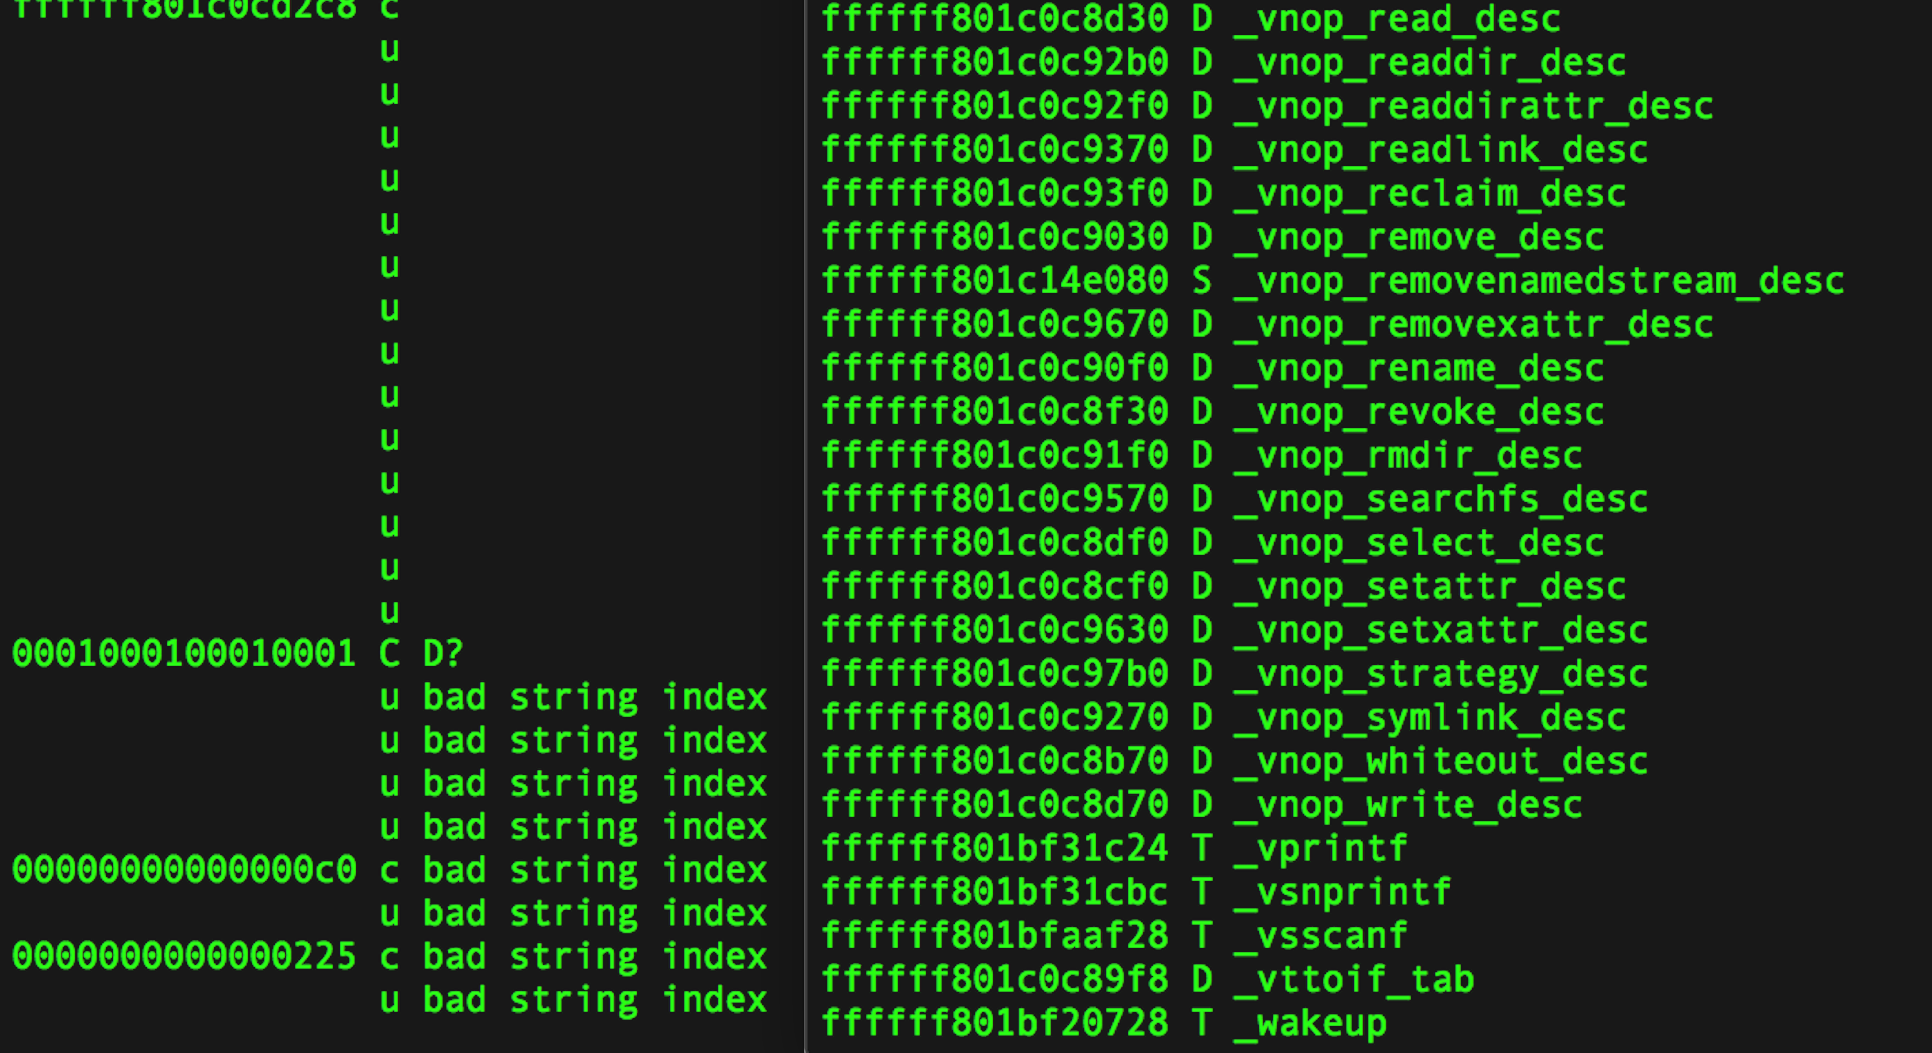 ffffff801c0cd2c8 c
u
u
u
u
u
u
u
u
u
u
u
u
u
u
0001000100010001 C D?
u bad string index
u bad string index
u bad string index
u bad string index
00000000000000c0 c bad string index
u bad string index
0000000000000225 c bad string index
u bad string index
ffffff801c0c8d30 D _vnop_read_desc
ffffff801c0c92b0 D _vnop_readdir_desc
ffffff801c0c92f0 D _vnop_readdirattr_desc
ffffff801c0c9370 D _vnop_readlink_desc
ffffff801c0c93f0 D _vnop_reclaim_desc
ffffff801c0c9030 D _vnop_remove_desc
ffffff801c14e080 S _vnop_removenamedstream_desc
ffffff801c0c9670 D _vnop_removexattr_desc
ffffff801c0c90f0 D _vnop_rename_desc
ffffff801c0c8f30 D _vnop_revoke_desc
ffffff801c0c91f0 D _vnop_rmdir_desc
ffffff801c0c9570 D _vnop_searchfs_desc
ffffff801c0c8df0 D _vnop_select_desc
ffffff801c0c8cf0 D _vnop_setattr_desc
ffffff801c0c9630 D _vnop_setxattr_desc
ffffff801c0c97b0 D _vnop_strategy_desc
ffffff801c0c9270 D _vnop_symlink_desc
ffffff801c0c8b70 D _vnop_whiteout_desc
ffffff801c0c8d70 D _vnop_write_desc
ffffff801bf31c24 T _vprintf
ffffff801bf31cbc T _vsnprintf
ffffff801bfaaf28 T _vsscanf
ffffff801c0c89f8 D _vttoif_tab
ffffff801bf20728 T _wakeup